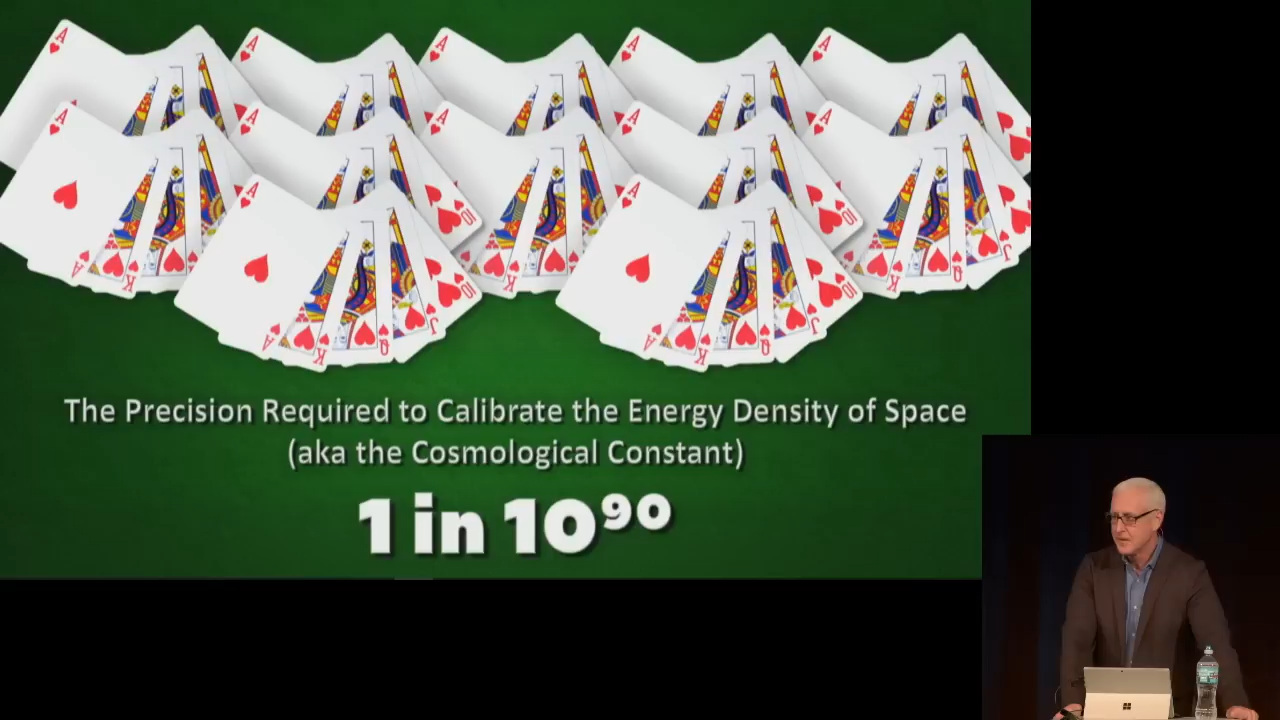 The Precision Required to Calibrate the Energy Density of Space
(aka the Cosmological Constant)
1 in 10⁹⁰